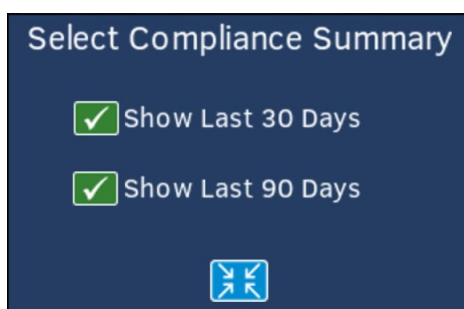 Select Compliance Summary
Show Last 30 Days
Show Last 90 Days